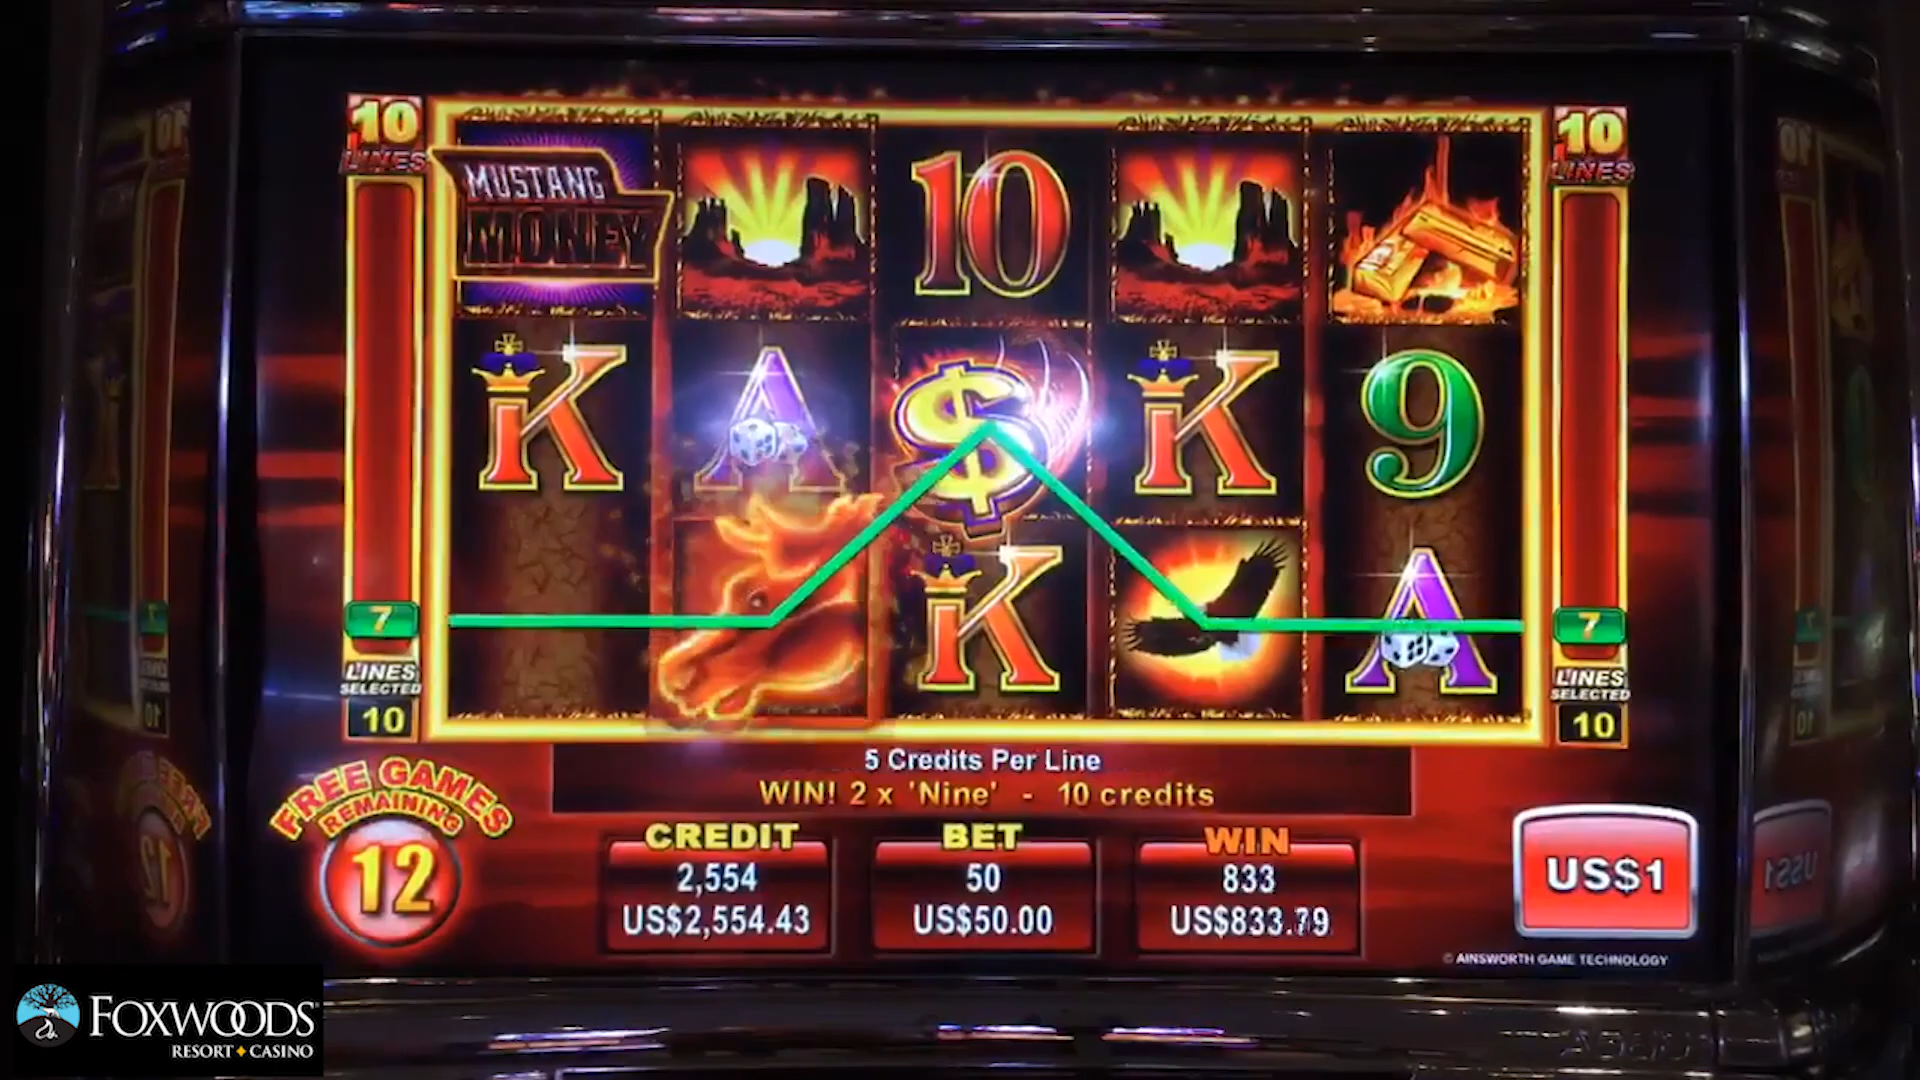 10
LINES
10
LINES
MUSTANG
MONEY
10
K
A
$
K
9
7
K
A
7
LINES
SELECTED
10
LINES
SELECTED
10
5 Credits Per Line
WIN! 2 x 'Nine' - 10 credits
FREE GAMES
REMAINING
12
CREDIT
2,554
US$2,554.43
BET
50
US$50.00
WIN
833
US$833.79
US$1
© AINSWORTH GAME TECHNOLOGY
FOXWOODS
RESORT CASINO